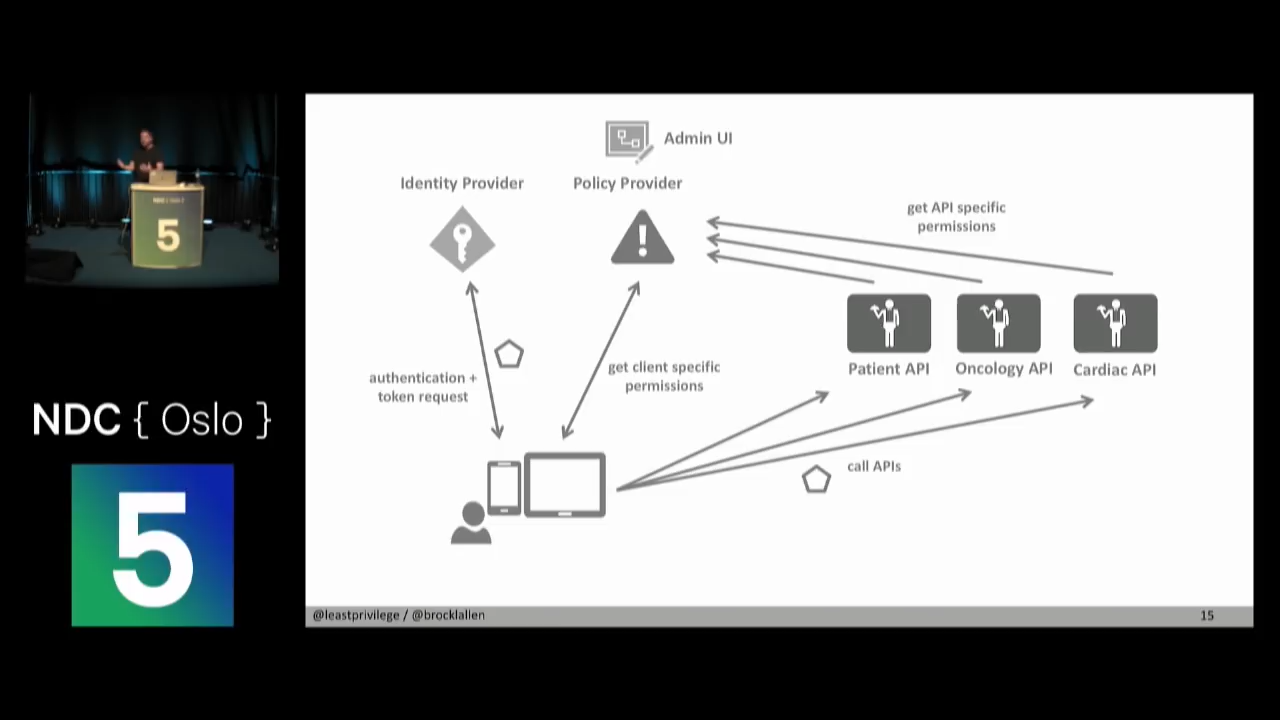 Admin UI
Identity Provider
Policy Provider
get API specific
permissions
5
Patient API
Oncology API
Cardiac API
get client specific
permissions
authentication +
token request
NDC { Oslo }
5
call APIs
@leastprivilege / @brocklallen
15